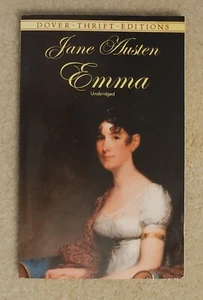 DOVER · THRIFT · EDITIONS
Jane Austen
Emma
Unabridged